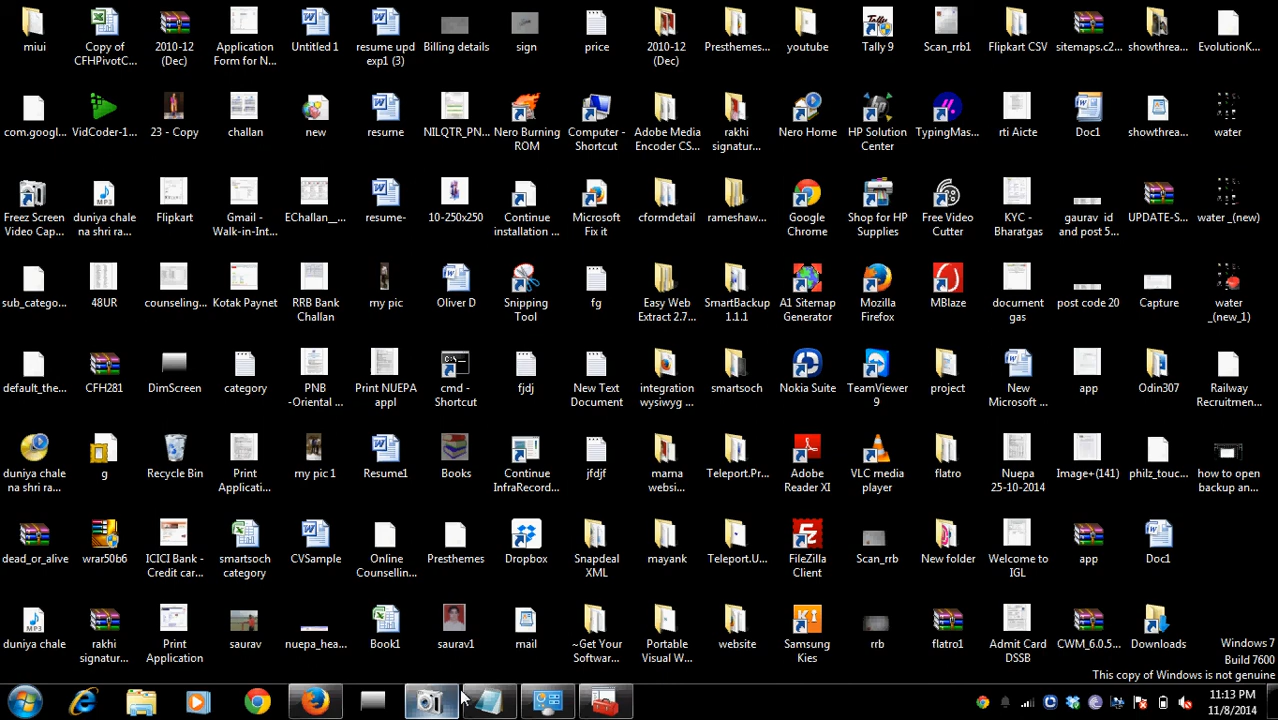 miui
Copy of
CFHPivotC...
2010-12
(Dec)
Application
Form for N...
Untitled 1
resume upd
exp1 (3)
Billing details
sign
price
2010-12
(Dec)
Presthemes...
youtube
Tally 9
Scan_rrb1
Flipkart CSV
sitemaps.c2...
showthrea...
EvolutionK...
com.googl...
VidCoder-1...
23 - Copy
challan
new
resume
NILQTR_PN...
Nero Burning
ROM
Computer -
Shortcut
Adobe Media
Encoder CS...
rakhi
signatur...
Nero Home
HP Solution
Center
TypingMas...
rti Aicte
Doc1
showthrea...
water
Freez Screen
Video Cap...
duniya chale
na shri ra...
Flipkart
Gmail -
Walk-in-Int...
EChallan__...
resume-
10-250x250
Continue
installation ...
Microsoft
Fix it
cformdetail
rameshaw...
Google
Chrome
Shop for HP
Supplies
Free Video
Cutter
KYC -
Bharatgas
gaurav id
and post 5...
UPDATE-S...
water _(new)
sub_catego...
48UR
counseling...
Kotak Paynet
RRB Bank
Challan
my pic
Oliver D
Snipping
Tool
fg
Easy Web
Extract 2.7...
SmartBackup
1.1.1
A1 Sitemap
Generator
Mozilla
Firefox
MBlaze
document
gas
post code 20
Capture
water
_(new_1)
default_the...
CFH281
DimScreen
category
PNB
-Oriental ...
Print NUEPA
appl
cmd -
Shortcut
fjdj
New Text
Document
integration
wysiwyg ...
smartsoch
Nokia Suite
TeamViewer
9
project
New
Microsoft ...
app
Odin307
Railway
Recruitmen...
duniya chale
na shri ra...
g
Recycle Bin
Print
Applicati...
my pic 1
Resume1
Books
Continue
InfraRecord...
jfdjf
mama
websi...
Teleport.Pr...
Adobe
Reader XI
VLC media
player
flatro
Nuepa
25-10-2014
Image+(141)
philz_touc...
how to open
backup an...
dead_or_alive
wrar50b6
ICICI Bank -
Credit car...
smartsoch
category
CVSample
Online
Counsellin...
Presthemes
Dropbox
Snapdeal
XML
mayank
Teleport.U...
FileZilla
Client
Scan_rrb
New folder
Welcome to
IGL
app
Doc1
duniya chale
rakhi
signatur...
Print
Application
saurav
nuepa_hea...
Book1
saurav1
mail
~Get Your
Softwar...
Portable
Visual W...
website
Samsung
Kies
rrb
flatro1
Admit Card
DSSB
CWM_6.0.5...
Downloads
Windows 7
Build 7600
This copy of Windows is not genuine
11:13 PM
11/8/2014